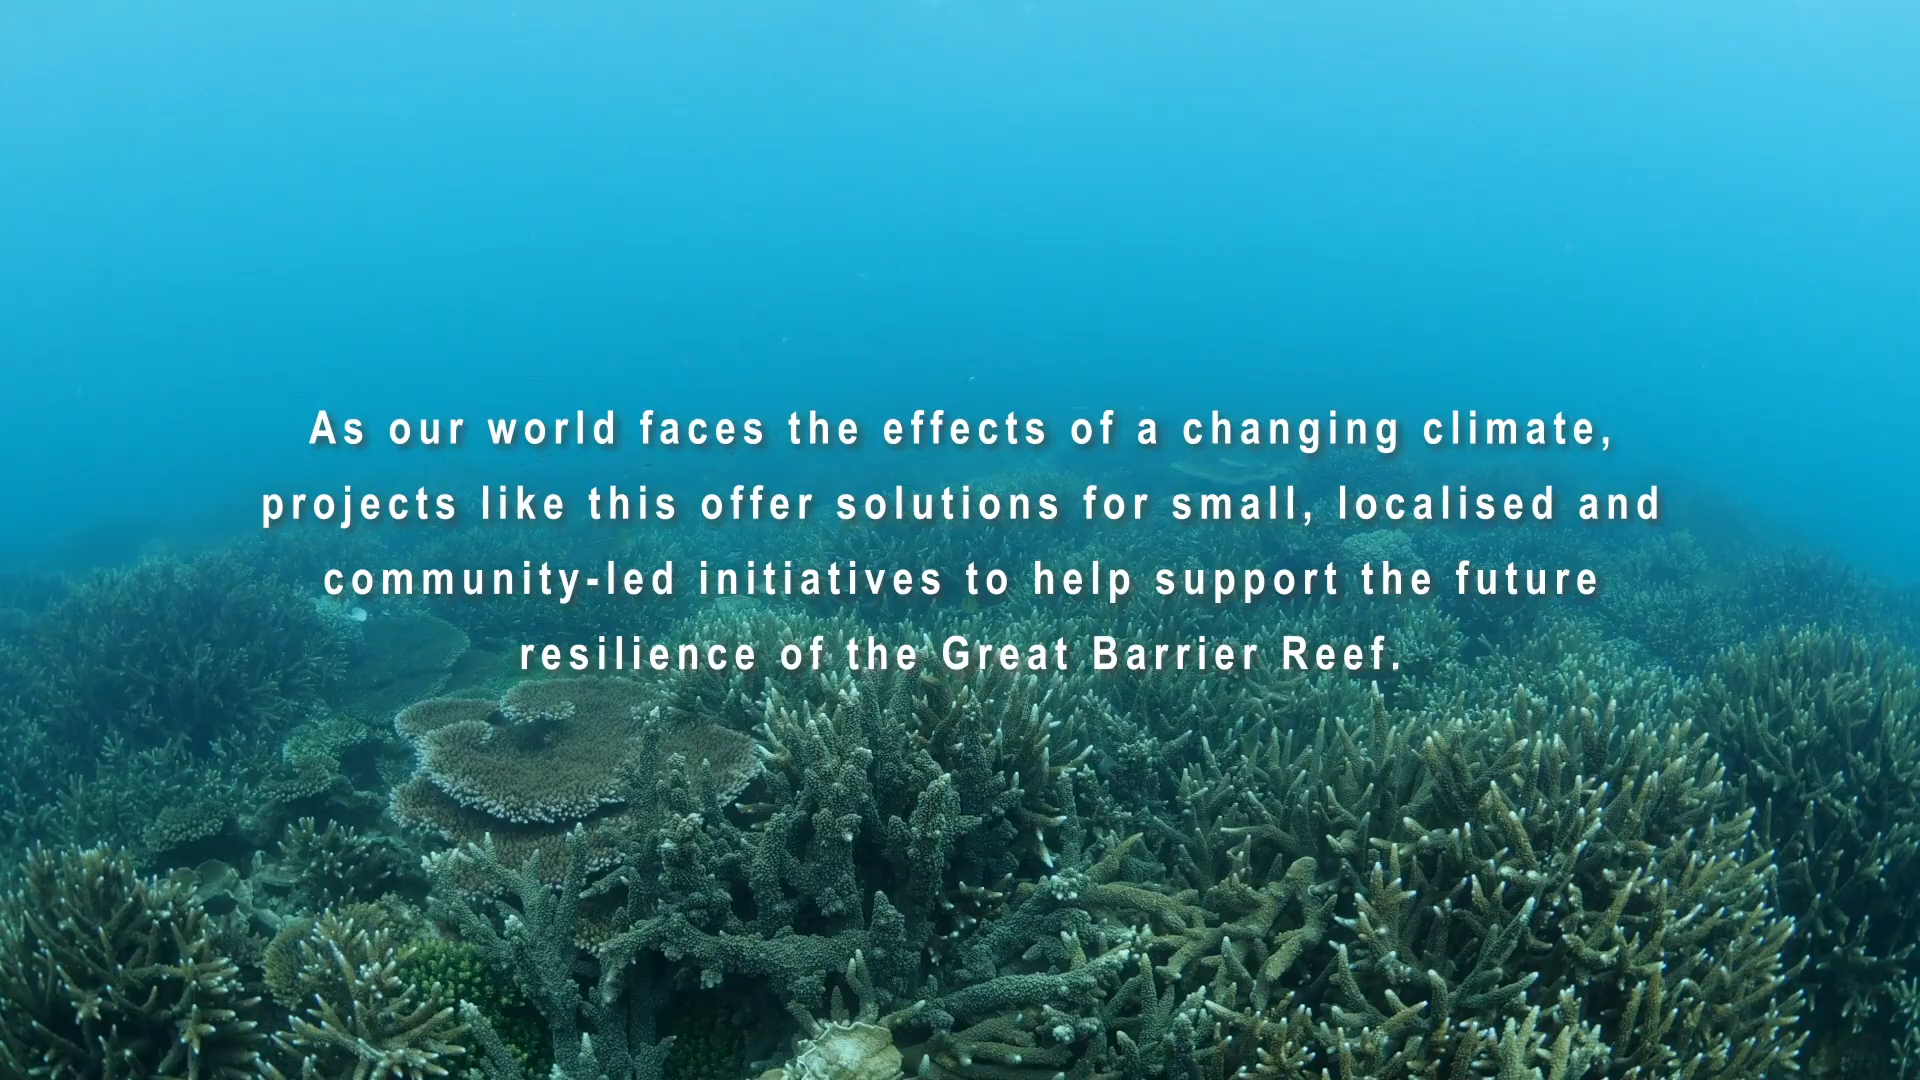 As our world faces the effects of a changing climate,
projects like this offer solutions for small, localised and
community-led initiatives to help support the future
resilience of the Great Barrier Reef.